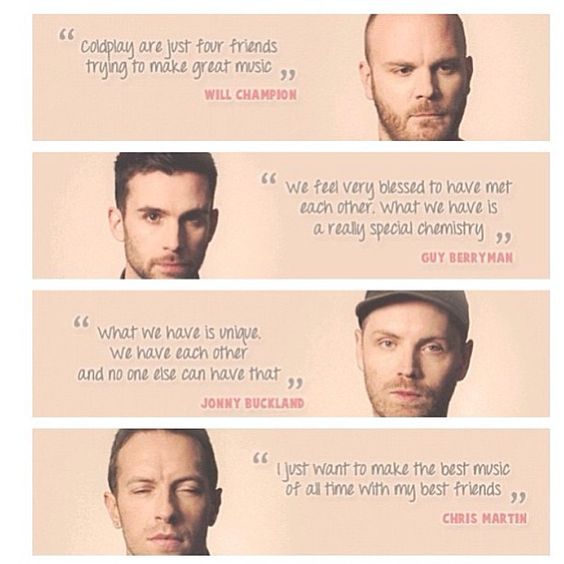 “ Coldplay are just four friends
trying to make great music ”
WILL CHAMPION
“ We feel very blessed to have met
each other. What we have is
a really special chemistry ”
GUY BERRYMAN
“ What we have is unique.
We have each other
and no one else can have that ”
JONNY BUCKLAND
“ I just want to make the best music
of all time with my best friends ”
CHRIS MARTIN